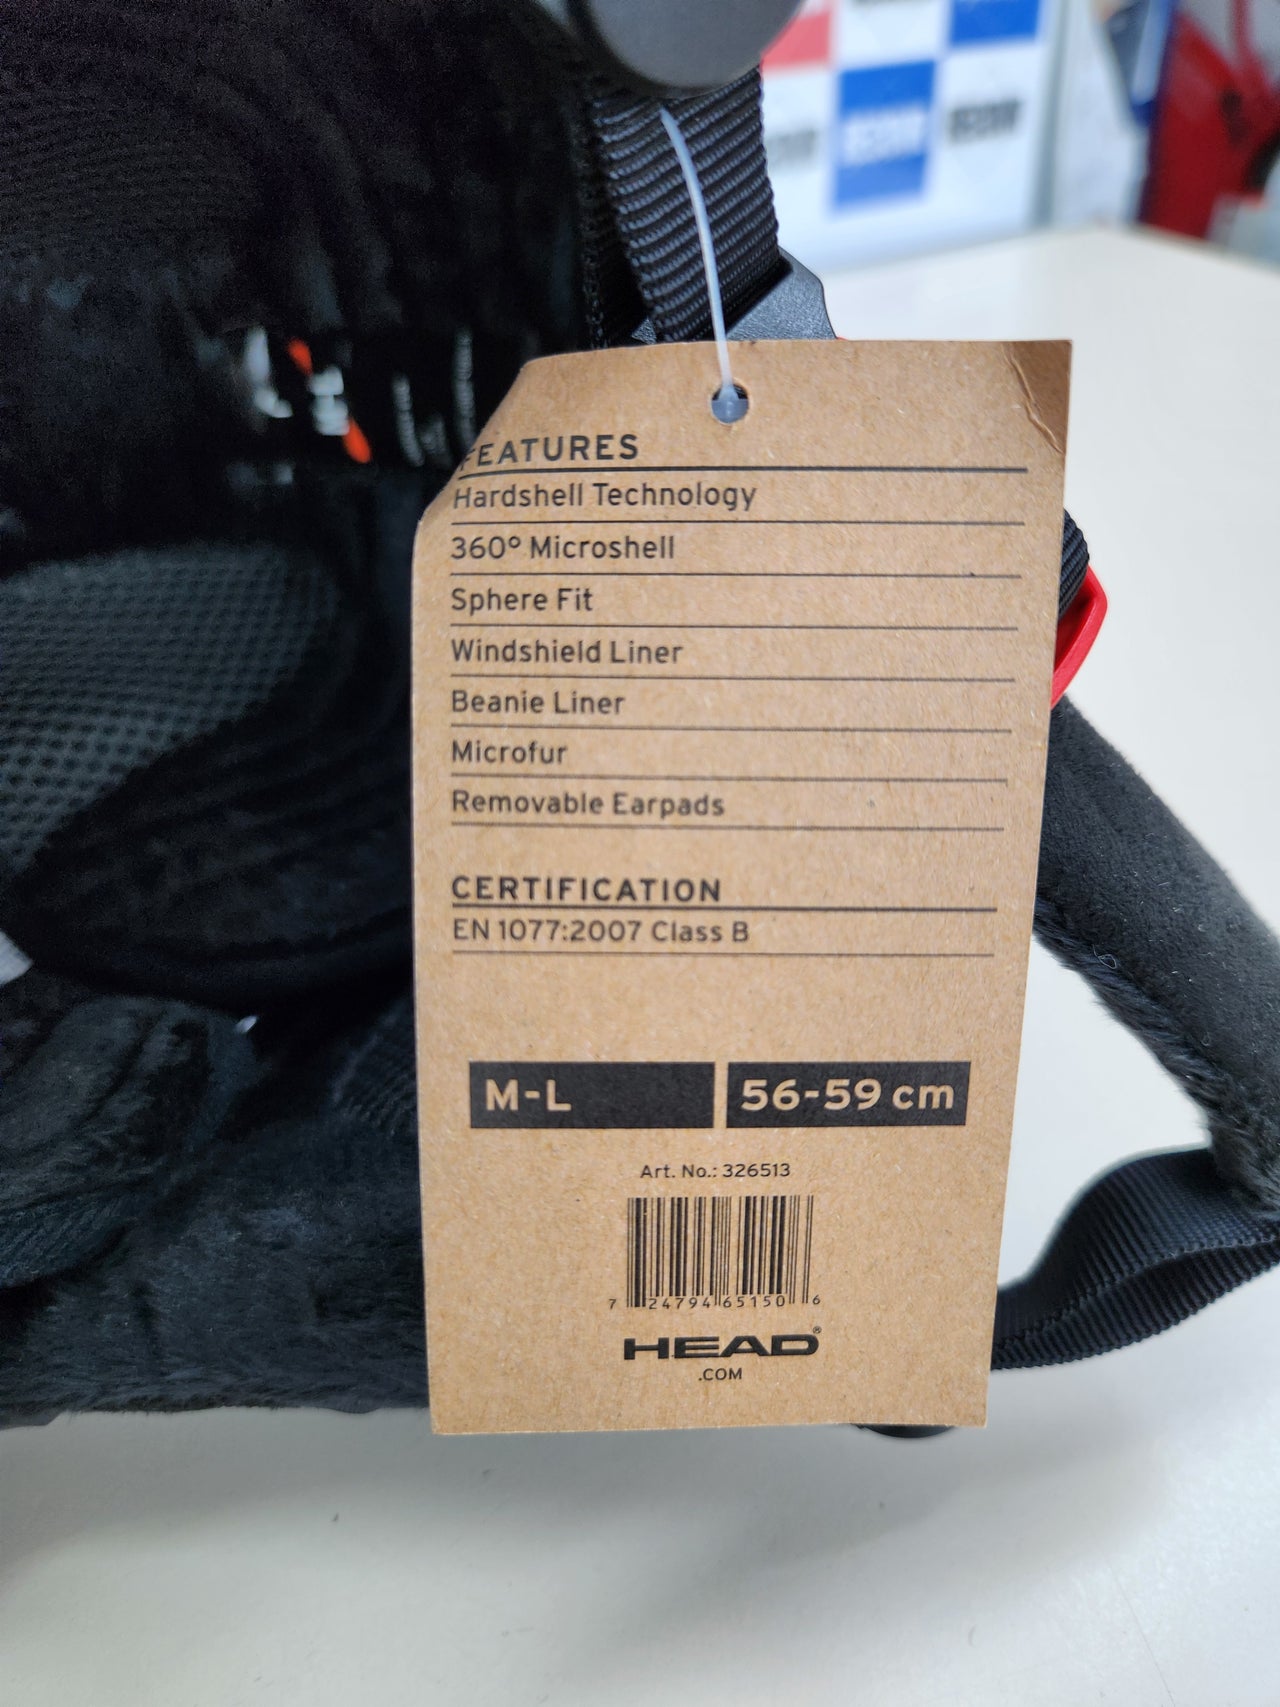 FEATURES
Hardshell Technology
360° Microshell
Sphere Fit
Windshield Liner
Beanie Liner
Microfur
Removable Earpads
CERTIFICATION
EN 1077:2007 Class B
M-L 56-59 cm
Art. No.: 326513
7 24794 65150 6
HEAD®
.COM